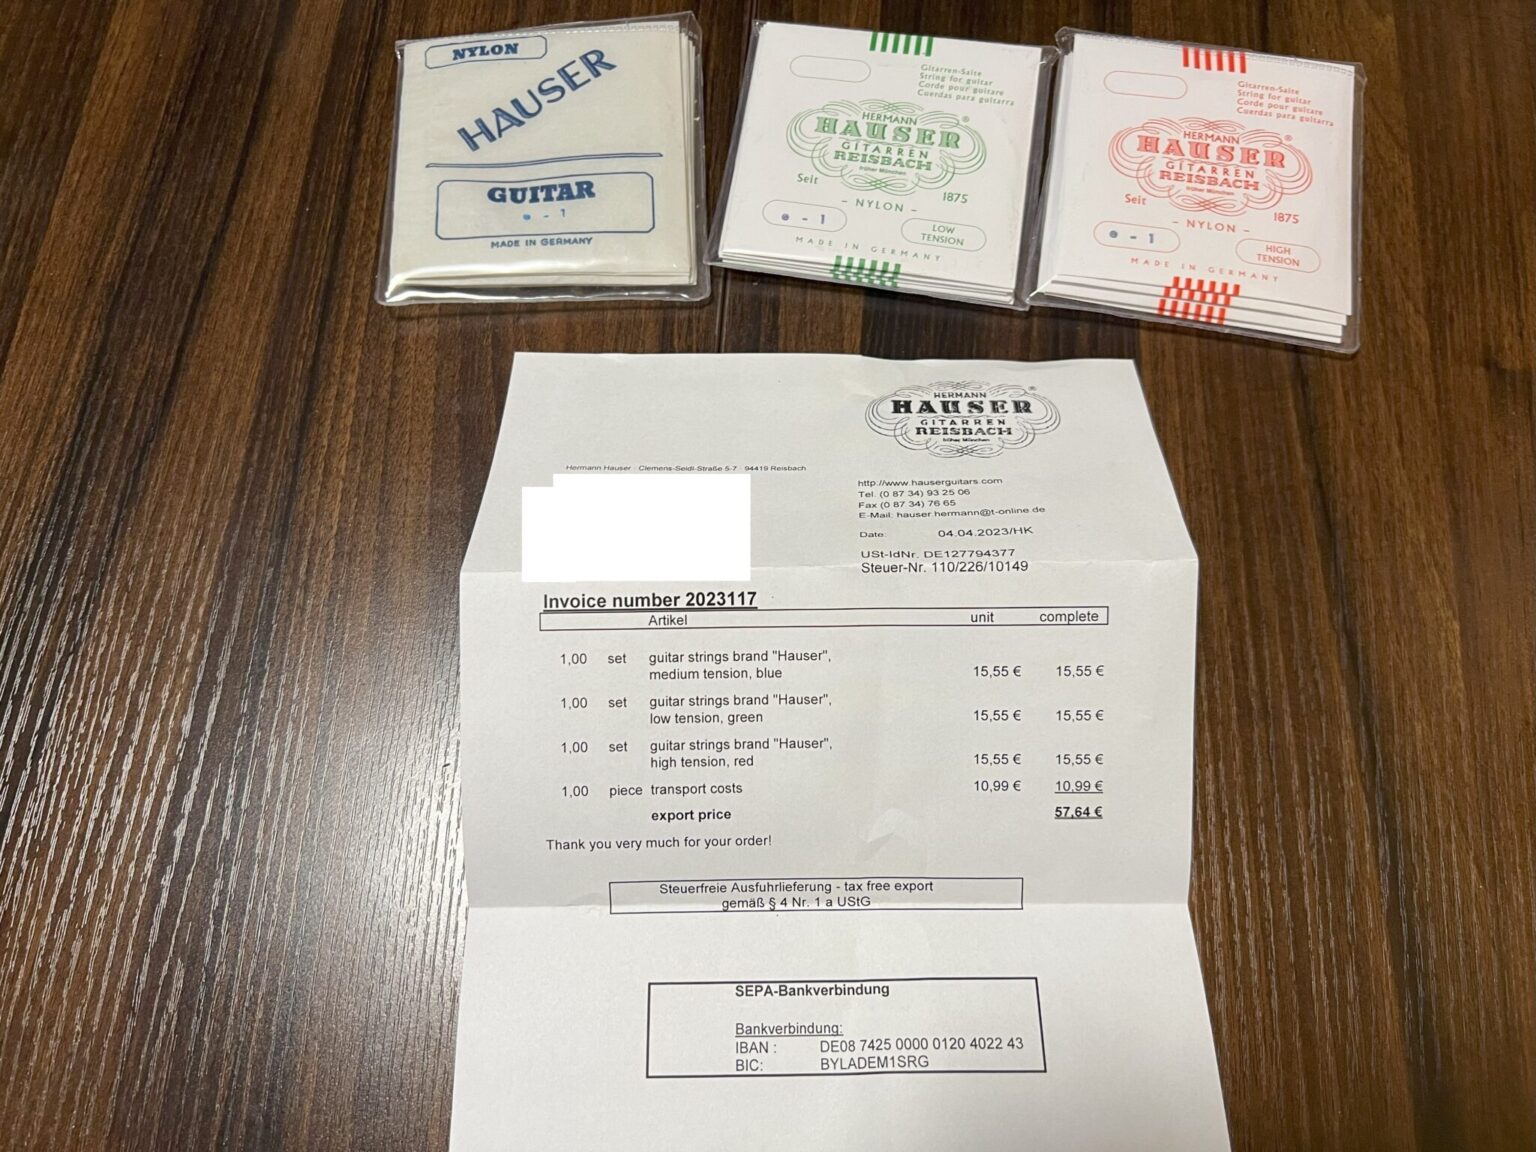 NYLON
HAUSER
GUITAR
e - 1
MADE IN GERMANY
Gitarren-Saite
String for guitar
Corde pour guitare
Cuerdas para guitarra
HERMANN
HAUSER ®
GITARREN
REISBACH
früher München
Seit 1875
- NYLON -
e - 1
LOW
TENSION
MADE IN GERMANY
Gitarren-Saite
String for guitar
Corde pour guitare
Cuerdas para guitarra
HERMANN
HAUSER ®
GITARREN
REISBACH
früher München
Seit 1875
- NYLON -
e - 1
HIGH
TENSION
MADE IN GERMANY
HERMANN ®
HAUSER
GITARREN
REISBACH
früher München
Hermann Hauser · Clemens-Seidl-Straße 5-7 · 94419 Reisbach
http://www.hauserguitars.com
Tel. (0 87 34) 93 25 06
Fax (0 87 34) 76 65
E-Mail: hauser.hermann@t-online.de
Date: 04.04.2023/HK
USt-IdNr. DE127794377
Steuer-Nr. 110/226/10149
Invoice number 2023117
Artikel unit complete
1,00 set guitar strings brand "Hauser",
medium tension, blue 15,55 € 15,55 €
1,00 set guitar strings brand "Hauser",
low tension, green 15,55 € 15,55 €
1,00 set guitar strings brand "Hauser",
high tension, red 15,55 € 15,55 €
1,00 piece transport costs 10,99 € 10,99 €
export price 57,64 €
Thank you very much for your order!
Steuerfreie Ausfuhrlieferung - tax free export
gemäß § 4 Nr. 1 a UStG
SEPA-Bankverbindung
Bankverbindung:
IBAN : DE08 7425 0000 0120 4022 43
BIC: BYLADEM1SRG